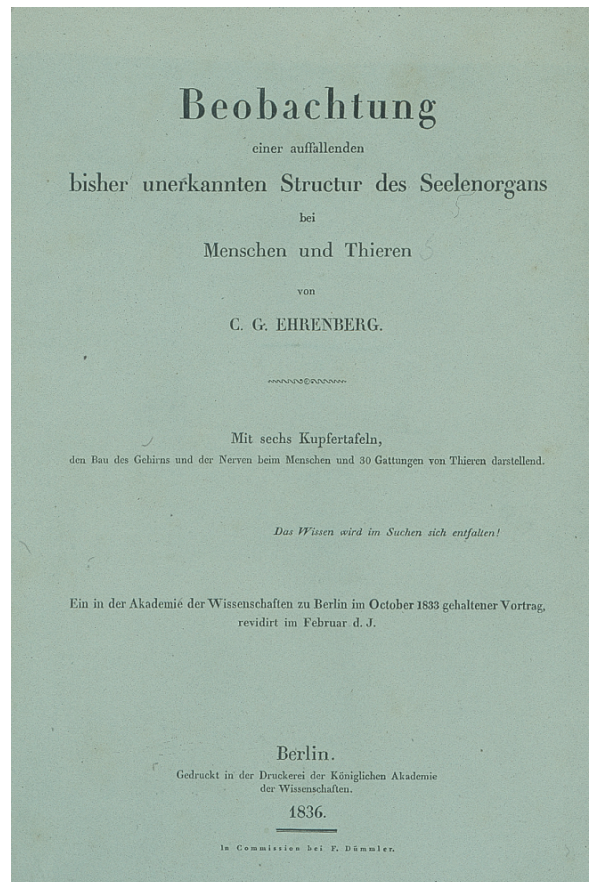 Beobachtung
einer auffallenden
bisher unerkannten Structur des Seelenorgans
bei
Menschen und Thieren
von
C. G. EHRENBERG.
Mit sechs Kupfertafeln,
den Bau des Gehirns und der Nerven beim Menschen und 30 Gattungen von Thieren darstellend.
Das Wissen wird im Suchen sich entfalten!
Ein in der Akademie der Wissenschaften zu Berlin im October 1833 gehaltener Vortrag,
revidirt im Februar d. J.
Berlin.
Gedruckt in der Druckerei der Königlichen Akademie
der Wissenschaften.
1836.
In Commission bei F. Dümmler.